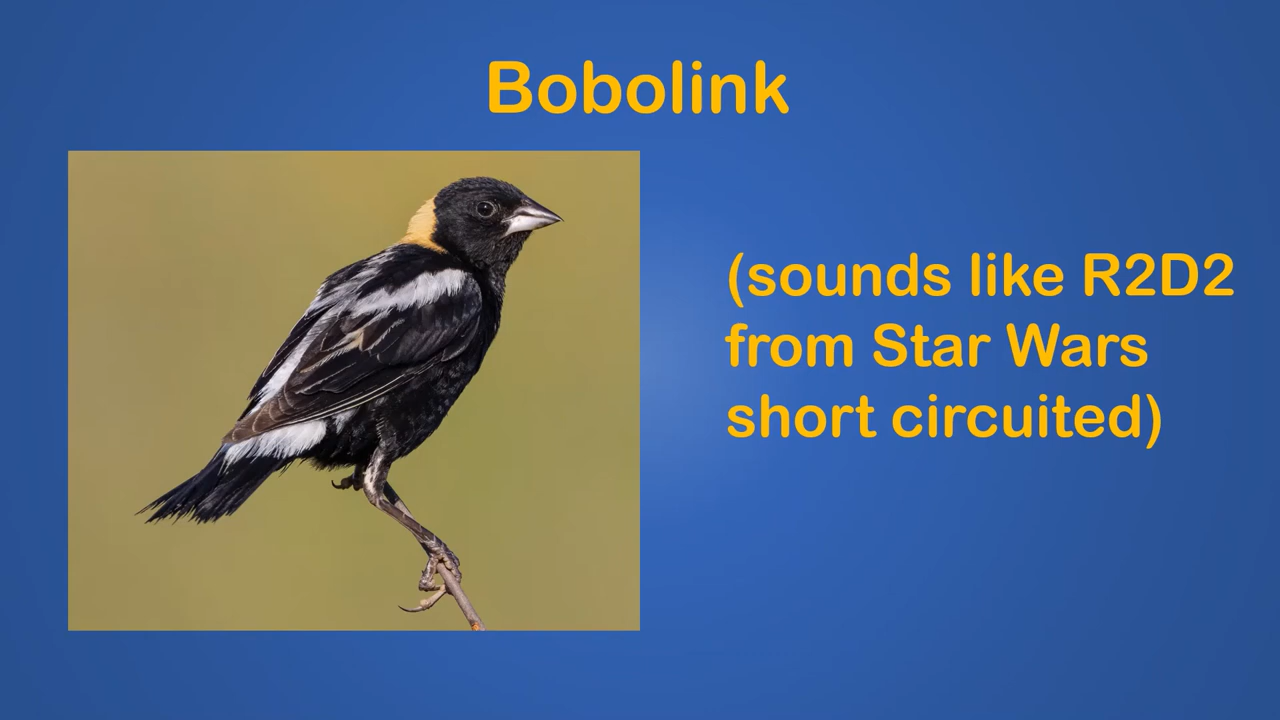 Bobolink
(sounds like R2D2
from Star Wars
short circuited)